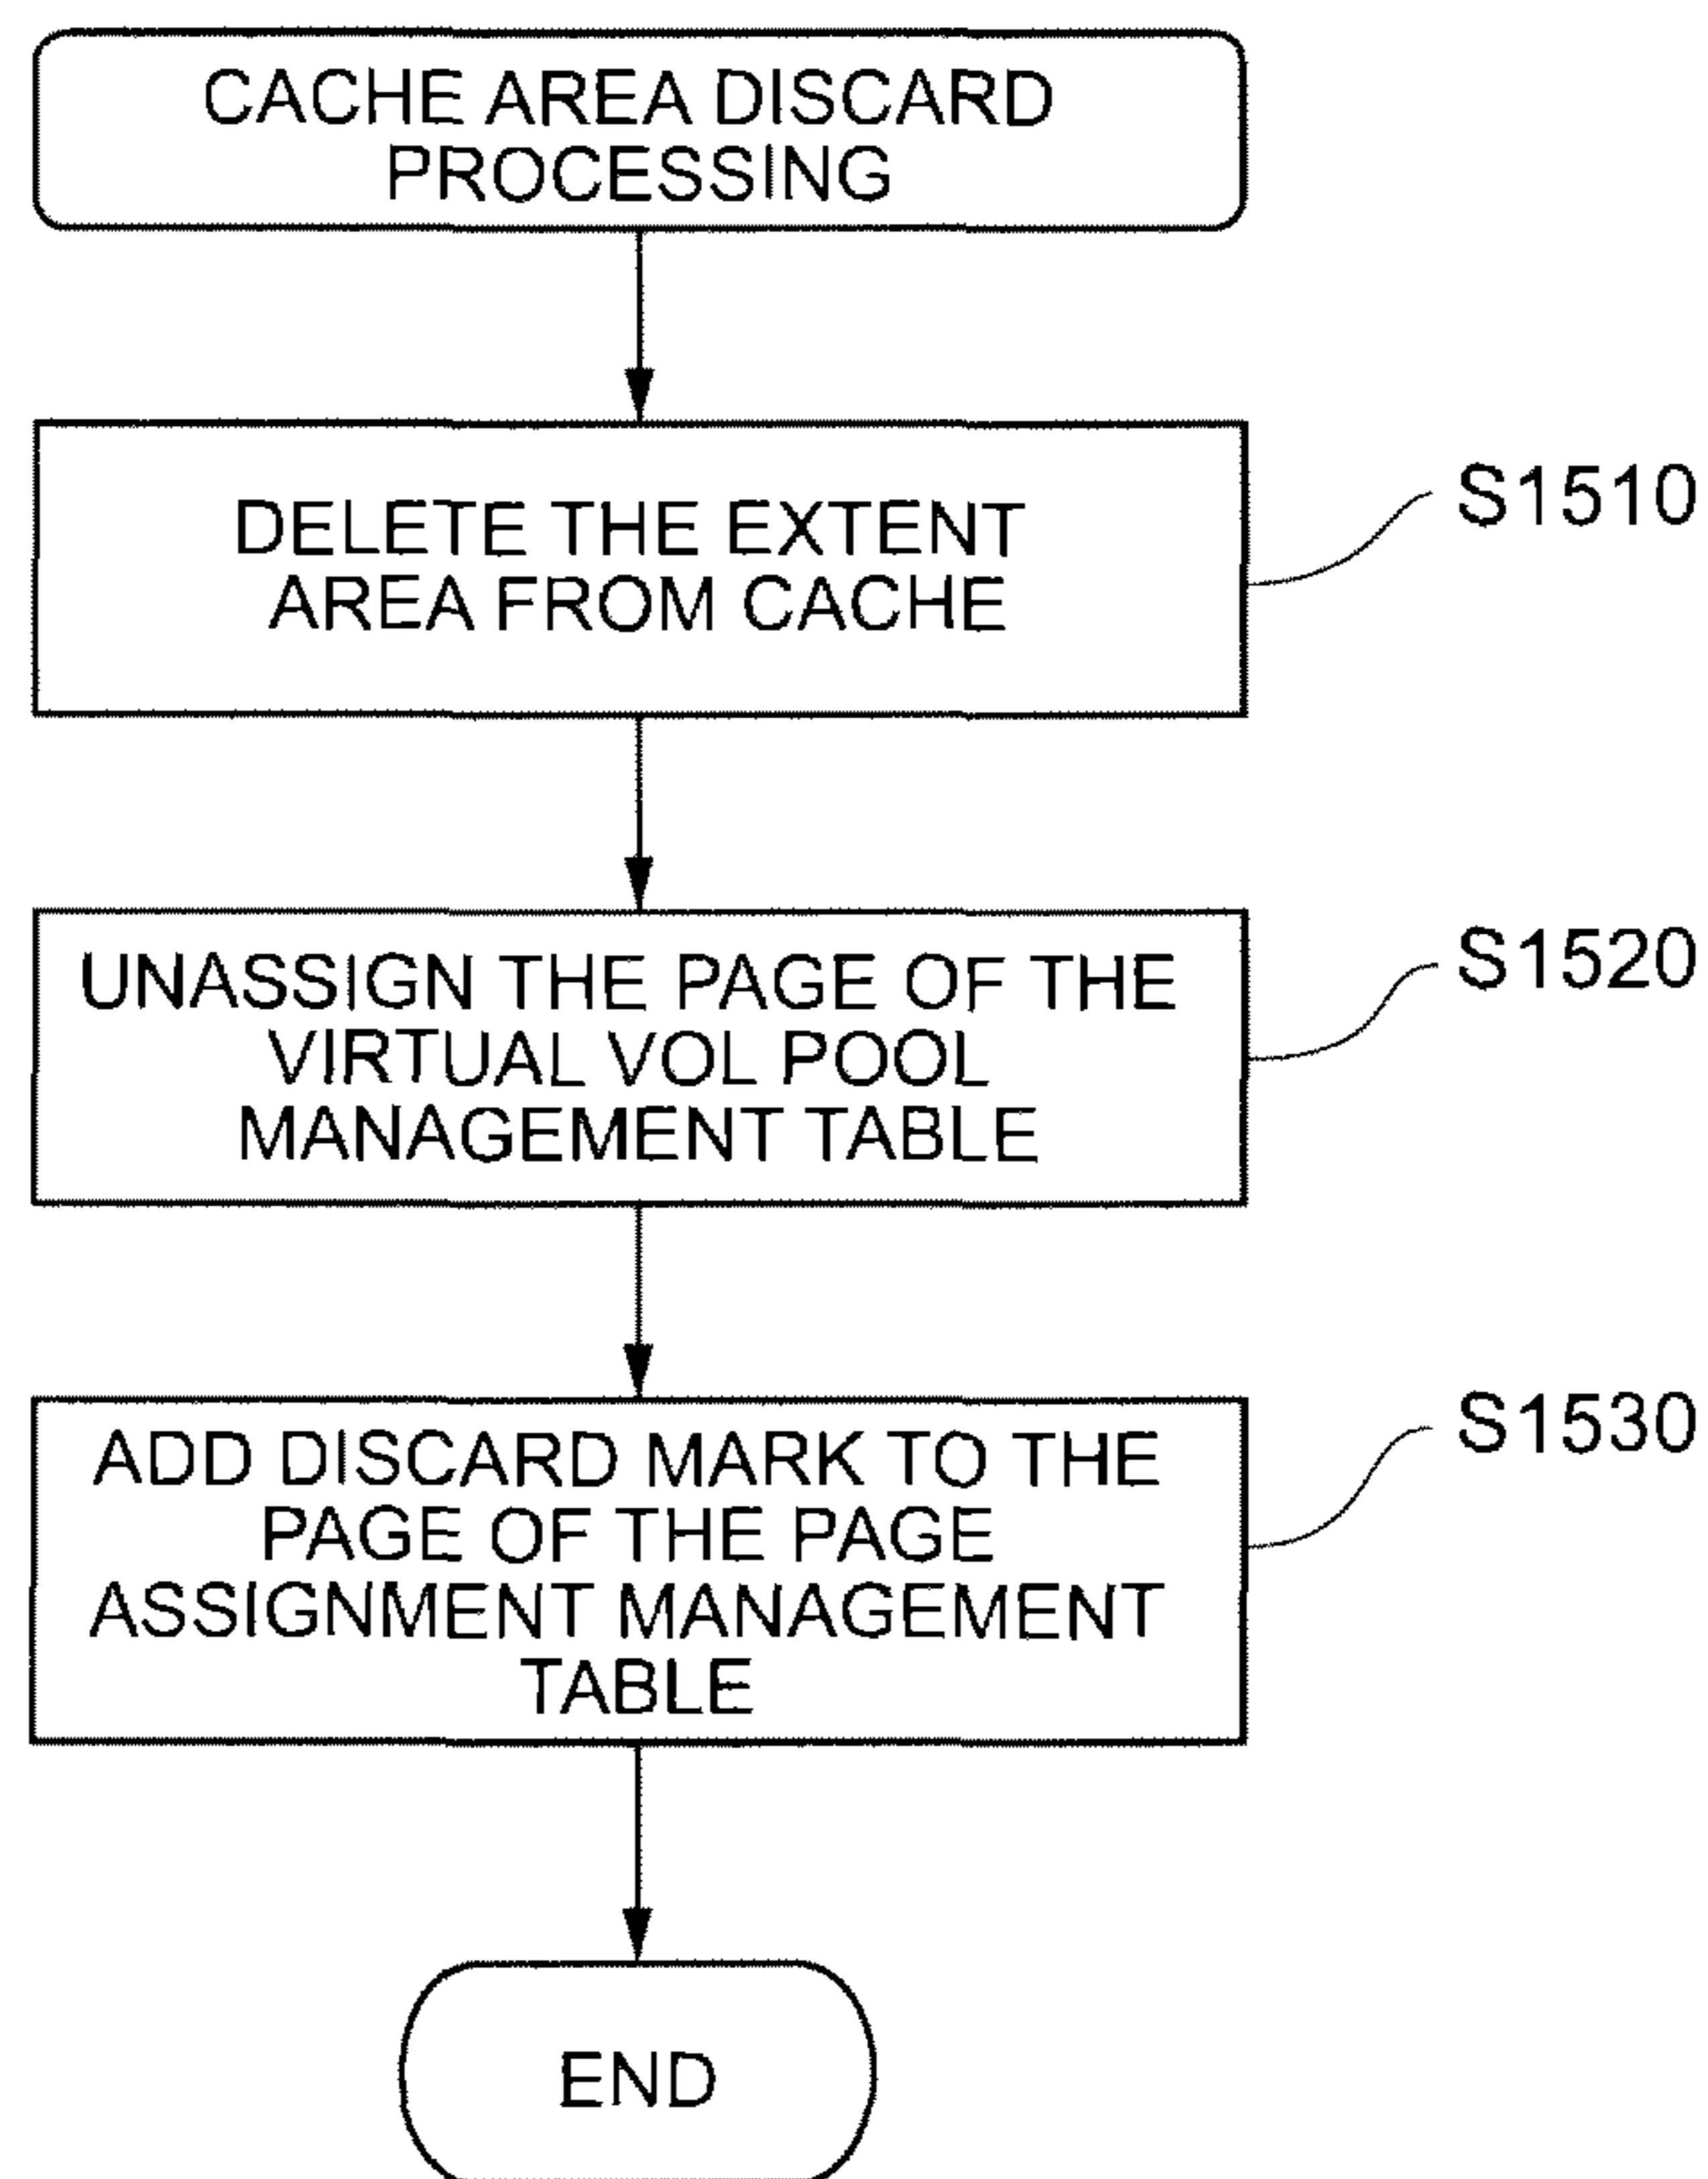 CACHE AREA DISCARD
PROCESSING
DELETE THE EXTENT
AREA FROM CACHE
S1510
UNASSIGN THE PAGE OF THE
VIRTUAL VOL POOL
MANAGEMENT TABLE
S1520
ADD DISCARD MARK TO THE
PAGE OF THE PAGE
ASSIGNMENT MANAGEMENT
TABLE
S1530
END